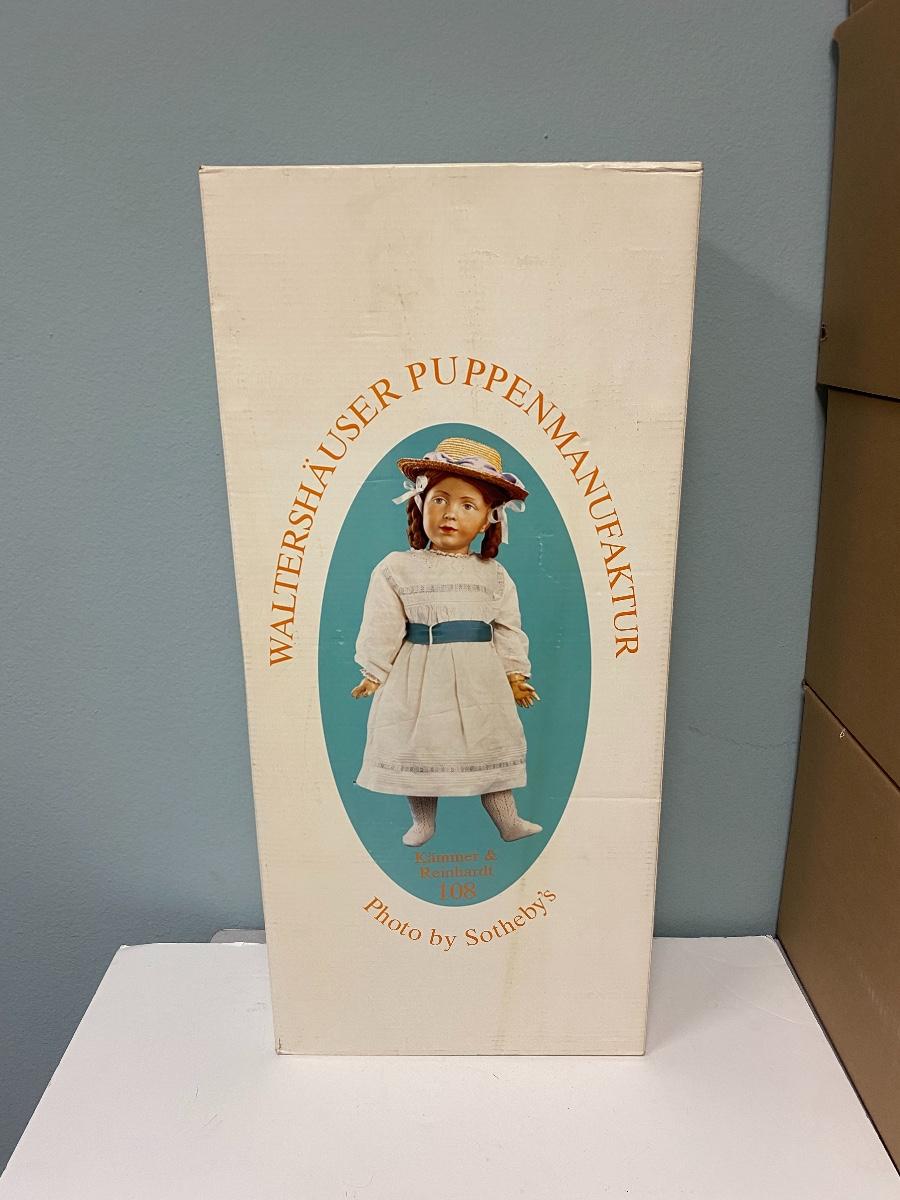 WALTERSHÄUSER PUPPENMANUFAKTUR
Kämmer &
Reinhardt
108
Photo by Sotheby's